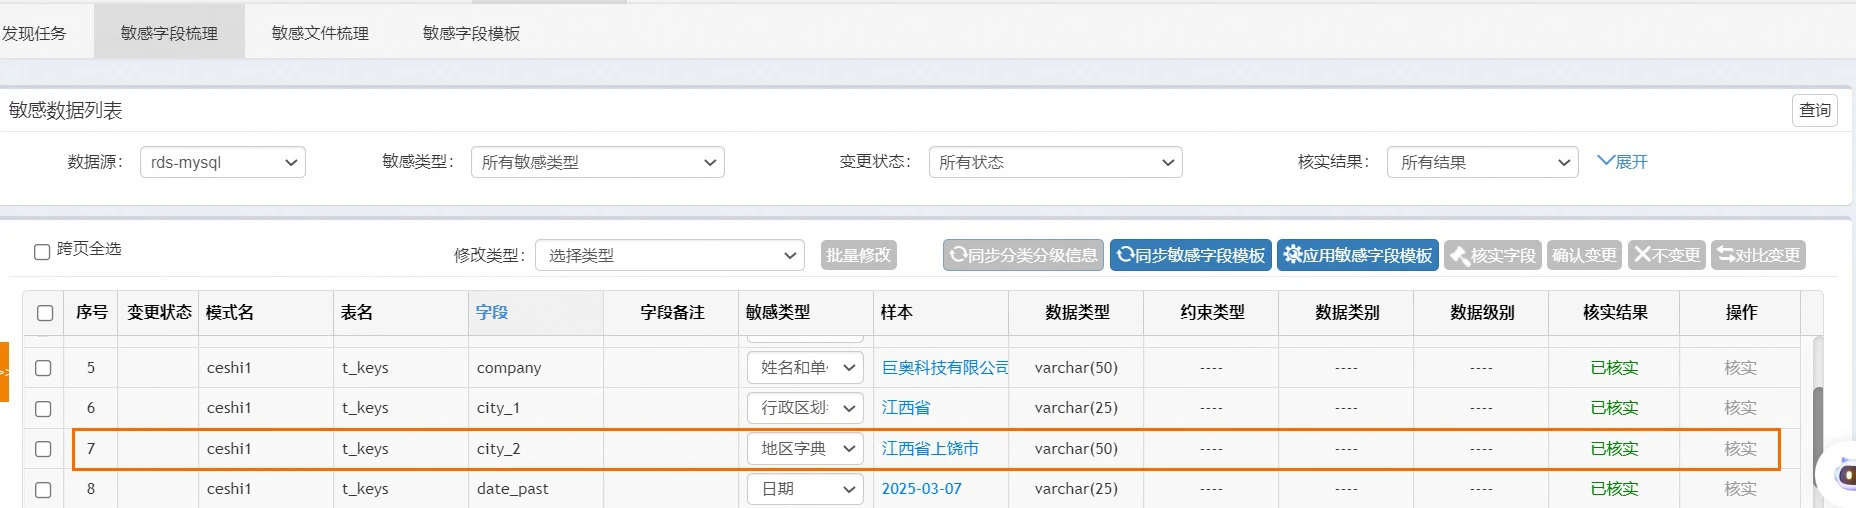 发现任务 敏感字段梳理 敏感文件梳理 敏感字段模板
敏感数据列表 查询
数据源： rds-mysql 敏感类型： 所有敏感类型 变更状态： 所有状态 核实结果： 所有结果 展开
跨页全选 修改类型： 选择类型 批量修改 同步分类分级信息 同步敏感字段模板 应用敏感字段模板 核实字段 确认变更 不变更 对比变更
序号 变更状态 模式名 表名 字段 字段备注 敏感类型 样本 数据类型 约束类型 数据类别 数据级别 核实结果 操作
5 ceshi1 t_keys company 姓名和单 巨奥科技有限公司 varchar(50) ---- ---- ---- 已核实 核实
6 ceshi1 t_keys city_1 行政区划 江西省 varchar(25) ---- ---- ---- 已核实 核实
7 ceshi1 t_keys city_2 地区字典 江西省上饶市 varchar(50) ---- ---- ---- 已核实 核实
8 ceshi1 t_keys date_past 日期 2025-03-07 varchar(25) ---- ---- ---- 已核实 核实